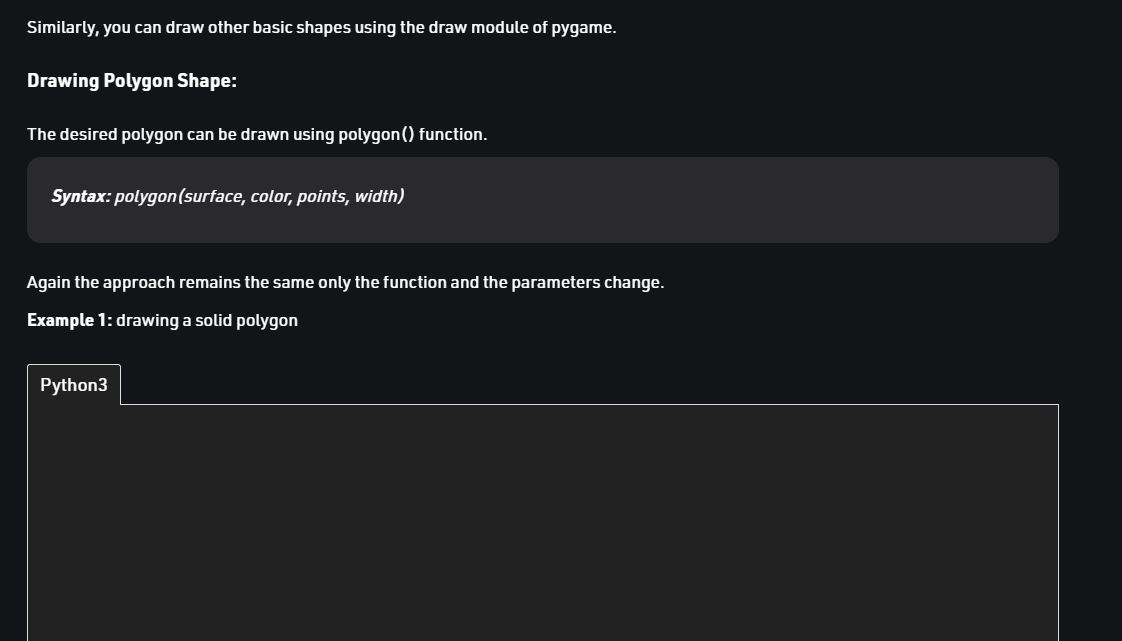 Similarly, you can draw other basic shapes using the draw module of pygame.
Drawing Polygon Shape:
The desired polygon can be drawn using polygon() function.
Syntax: polygon(surface, color, points, width)
Again the approach remains the same only the function and the parameters change.
Example 1: drawing a solid polygon
Python3